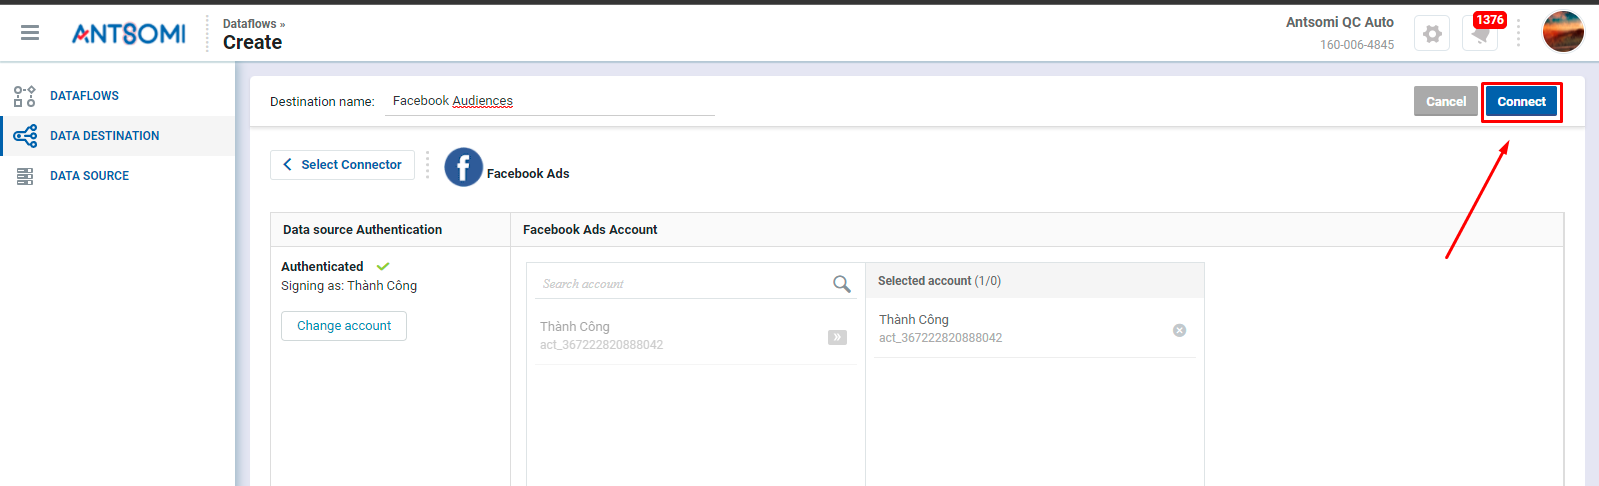 ANTSOMI
Dataflows »
Create
Antsomi QC Auto
160-006-4845
1376
DATAFLOWS
DATA DESTINATION
DATA SOURCE
Destination name: Facebook Audiences
Cancel
Connect
Select Connector
Facebook Ads
Data source Authentication
Facebook Ads Account
Authenticated
Signing as: Thành Công
Change account
Search account
Thành Công
act_367222820888042
Selected account (1/0)
Thành Công
act_367222820888042